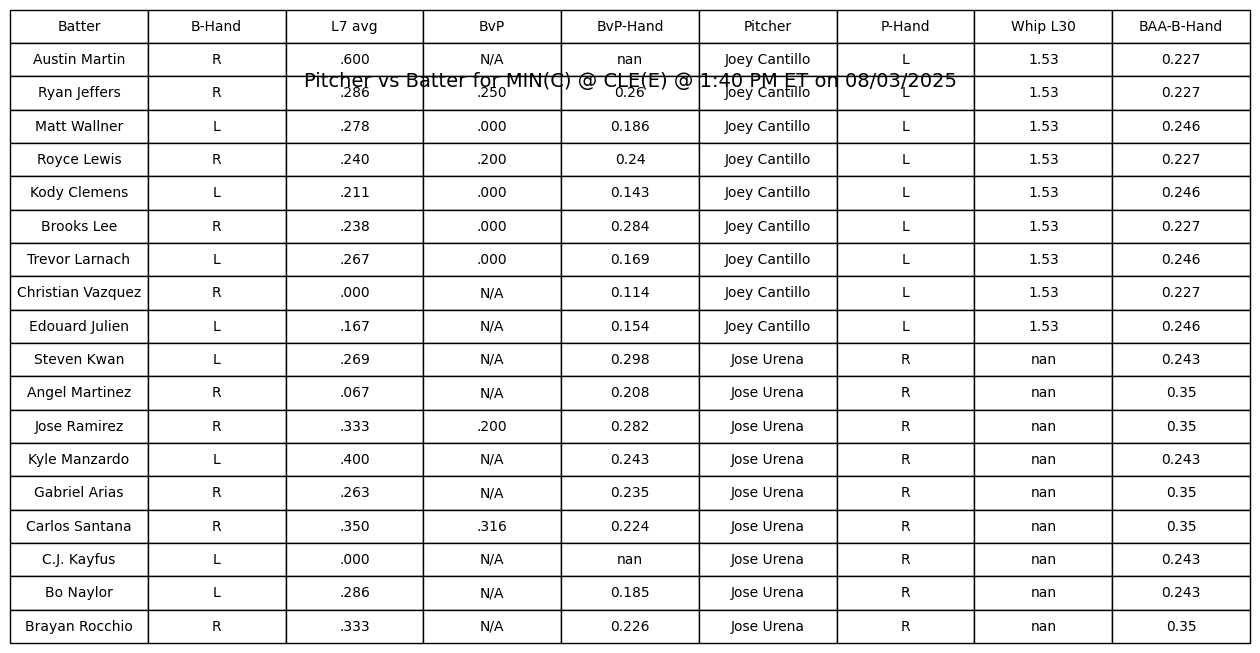 Batter B-Hand L7 avg BvP BvP-Hand Pitcher P-Hand Whip L30 BAA-B-Hand
Austin Martin R .600 N/A nan Joey Cantillo L 1.53 0.227
Pitcher vs Batter for MIN(C) @ CLE(E) @ 1:40 PM ET on 08/03/2025
Ryan Jeffers R .286 .250 0.26 Joey Cantillo L 1.53 0.227
Matt Wallner L .278 .000 0.186 Joey Cantillo L 1.53 0.246
Royce Lewis R .240 .200 0.24 Joey Cantillo L 1.53 0.227
Kody Clemens L .211 .000 0.143 Joey Cantillo L 1.53 0.246
Brooks Lee R .238 .000 0.284 Joey Cantillo L 1.53 0.227
Trevor Larnach L .267 .000 0.169 Joey Cantillo L 1.53 0.246
Christian Vazquez R .000 N/A 0.114 Joey Cantillo L 1.53 0.227
Edouard Julien L .167 N/A 0.154 Joey Cantillo L 1.53 0.246
Steven Kwan L .269 N/A 0.298 Jose Urena R nan 0.243
Angel Martinez R .067 N/A 0.208 Jose Urena R nan 0.35
Jose Ramirez R .333 .200 0.282 Jose Urena R nan 0.35
Kyle Manzardo L .400 N/A 0.243 Jose Urena R nan 0.243
Gabriel Arias R .263 N/A 0.235 Jose Urena R nan 0.35
Carlos Santana R .350 .316 0.224 Jose Urena R nan 0.35
C.J. Kayfus L .000 N/A nan Jose Urena R nan 0.243
Bo Naylor L .286 N/A 0.185 Jose Urena R nan 0.243
Brayan Rocchio R .333 N/A 0.226 Jose Urena R nan 0.35